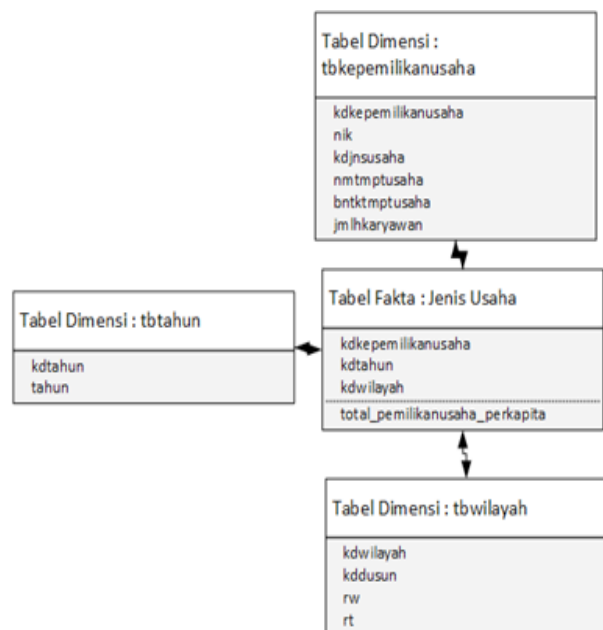 Tabel Dimensi :
tbkepemilikanusaha
kdkepemilikanusaha
nik
kdjnsusaha
nmtmptusaha
bntktmptusaha
jmlhkaryawan
Tabel Dimensi : tbtahun
kdtahun
tahun
Tabel Fakta : Jenis Usaha
kdkepemilikanusaha
kdtahun
kdwilayah
total_pemilikanusaha_perkapita
Tabel Dimensi : tbwilayah
kdwilayah
kddusun
rw
rt